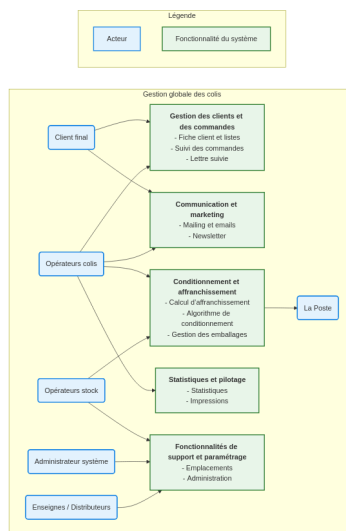 Légende
Acteur
Fonctionnalité du système
Gestion globale des colis
Client final
Gestion des clients et
des commandes
- Fiche client et listes
- Suivi des commandes
- Lettre suivie
Communication et
marketing
- Mailing et emails
- Newsletter
Opérateurs colis
Conditionnement et
affranchissement
- Calcul d'affranchissement
- Algorithme de
conditionnement
- Gestion des emballages
La Poste
Statistiques et pilotage
- Statistiques
- Impressions
Opérateurs stock
Fonctionnalités de
support et paramétrage
- Emplacements
- Administration
Administrateur système
Enseignes / Distributeurs